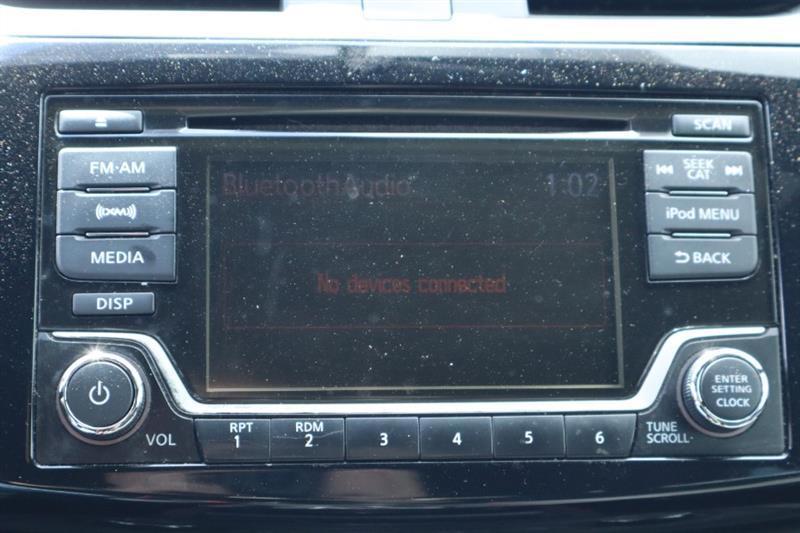 SCAN
FM·AM
SEEK
CAT
Bluetooth Audio 1:02
((XM))
iPod MENU
No devices connected
MEDIA
BACK
DISP
ENTER
SETTING
CLOCK
VOL
RPT
1
RDM
2
3
4
5
6
TUNE
SCROLL